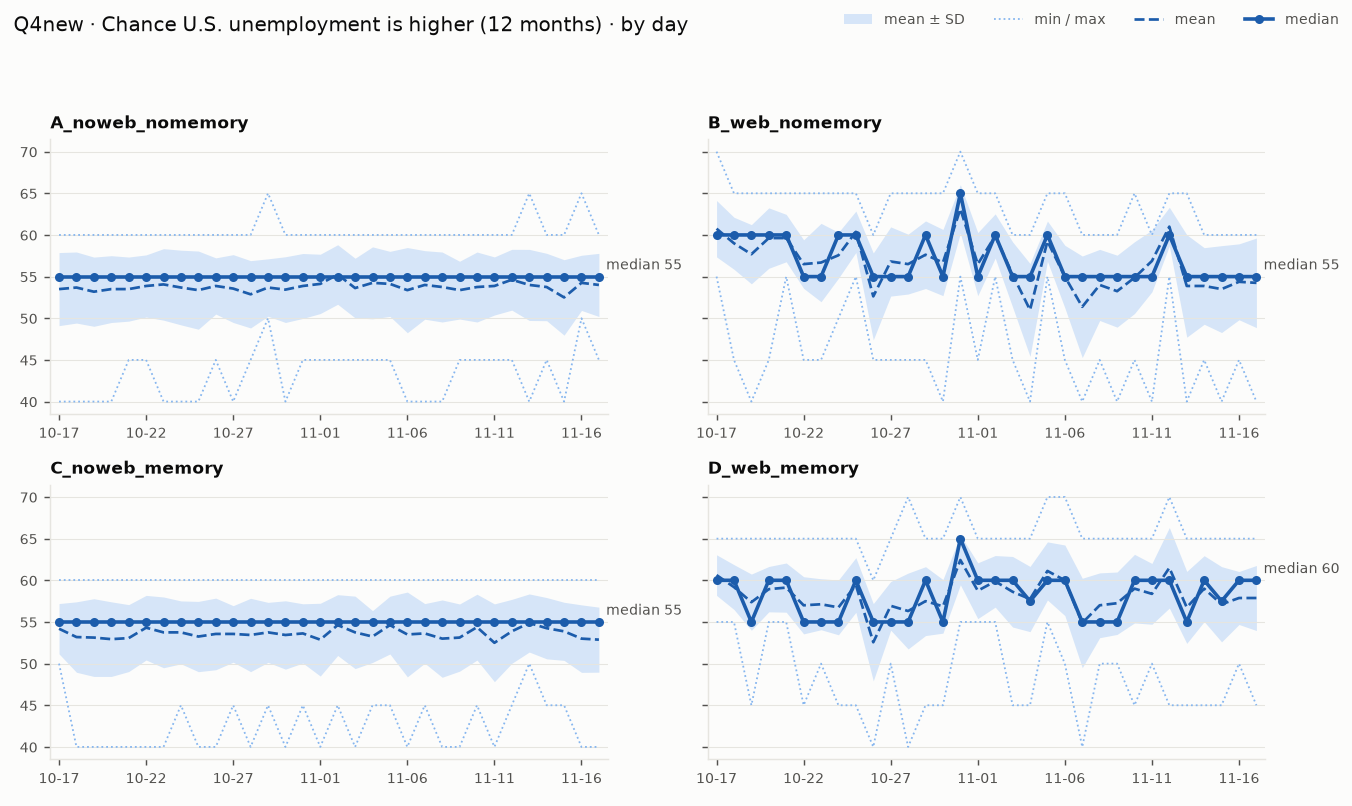 Q4new · Chance U.S. unemployment is higher (12 months) · by day
mean ± SD
min / max
mean
median
A_noweb_nomemory
B_web_nomemory
70
65
60
55
50
45
40
median 55
median 55
10-17 10-22 10-27 11-01 11-06 11-11 11-16
10-17 10-22 10-27 11-01 11-06 11-11 11-16
C_noweb_memory
D_web_memory
70
65
60
55
50
45
40
median 55
median 60
10-17 10-22 10-27 11-01 11-06 11-11 11-16
10-17 10-22 10-27 11-01 11-06 11-11 11-16